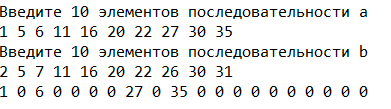 Введите 10 элементов последовательности a
1 5 6 11 16 20 22 27 30 35
Введите 10 элементов последовательности b
2 5 7 11 16 20 22 26 30 31
1 0 6 0 0 0 0 27 0 35 0 0 0 0 0 0 0 0 0 0